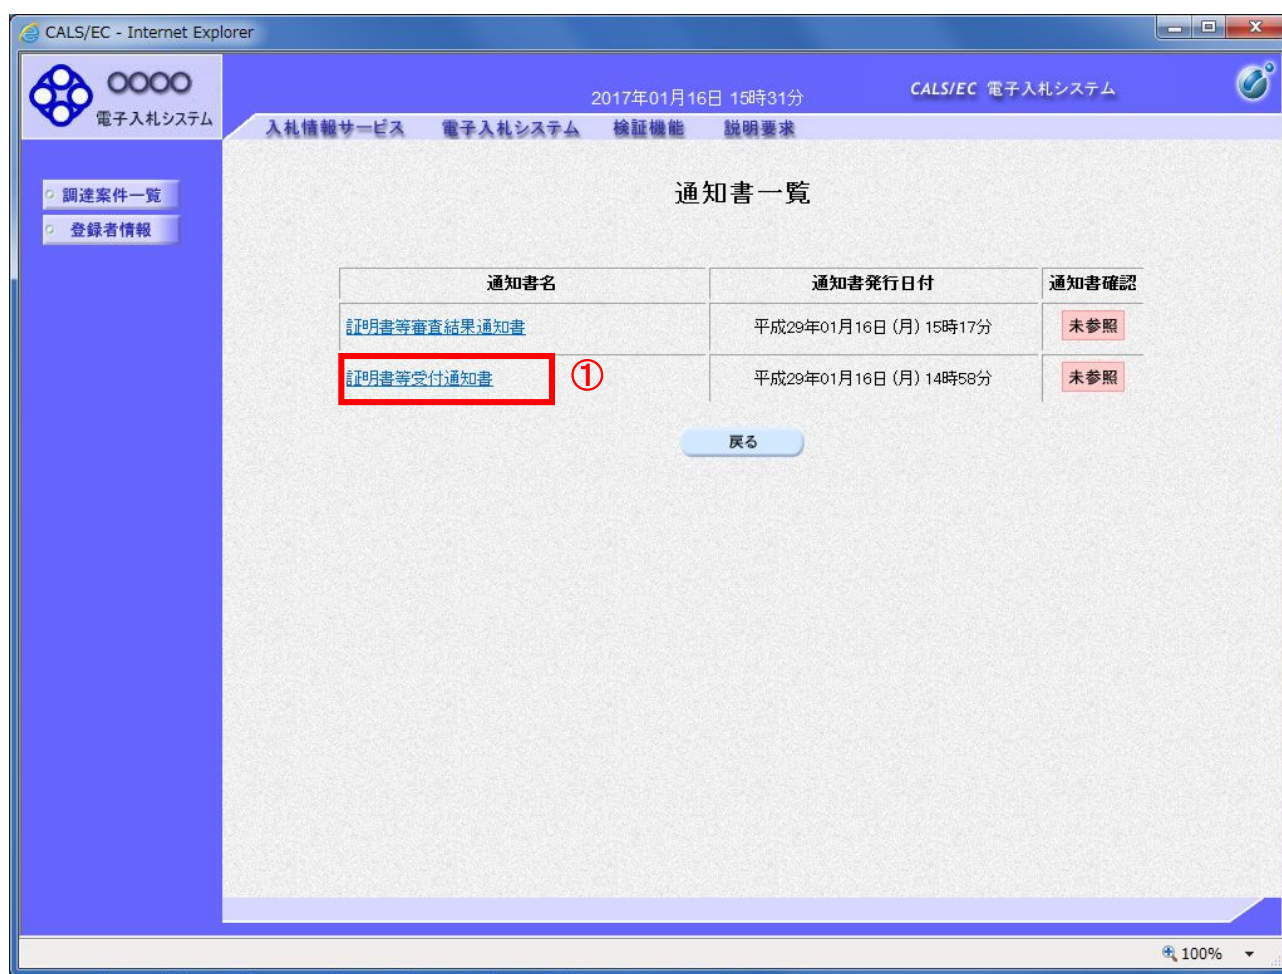 CALS/EC - Internet Explorer
OOOO
電子入札システム
2017年01月16日 15時31分
CALS/EC 電子入札システム
入札情報サービス 電子入札システム 検証機能 説明要求
調達案件一覧
登録者情報
通知書一覧
通知書名 通知書発行日付 通知書確認
証明書等審査結果通知書 平成29年01月16日 (月) 15時17分 未参照
証明書等受付通知書 ① 平成29年01月16日 (月) 14時58分 未参照
戻る
100%